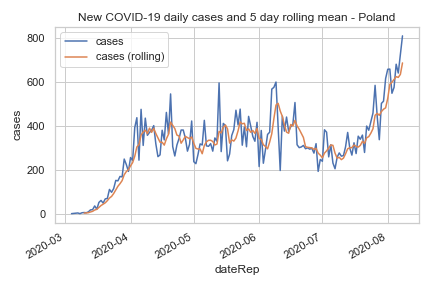 New COVID-19 daily cases and 5 day rolling mean - Poland
cases
cases (rolling)
800
600
400
200
0
cases
2020-03
2020-04
2020-05
2020-06
2020-07
2020-08
dateRep